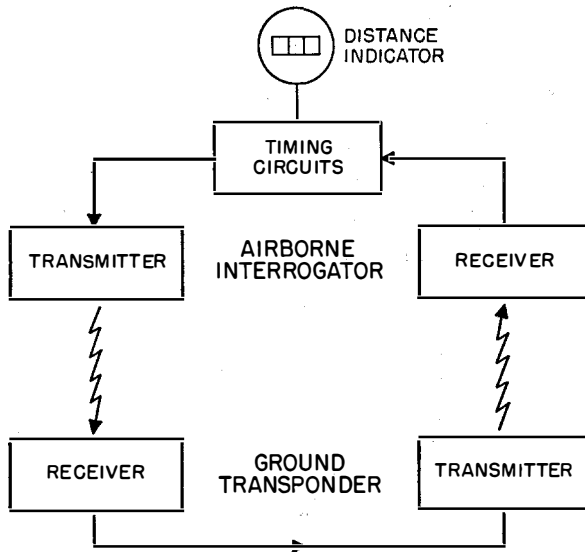 DISTANCE
INDICATOR
TIMING
CIRCUITS
TRANSMITTER
AIRBORNE
INTERROGATOR
RECEIVER
RECEIVER
GROUND
TRANSPONDER
TRANSMITTER